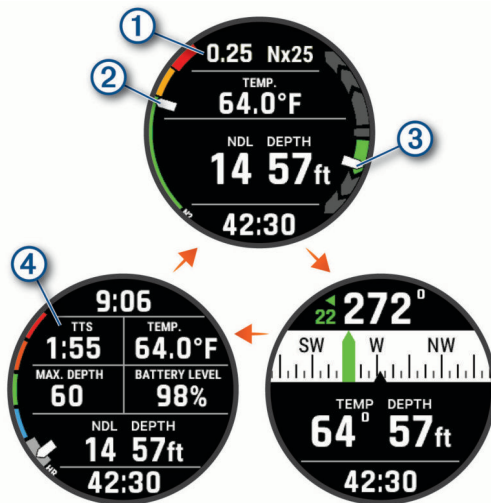 1
0.25 Nx25
2
TEMP.
64.0°F
NDL DEPTH
14 57ft
3
N2
42:30
4
9:06
TTS TEMP.
1:55 64.0°F
MAX. DEPTH BATTERY LEVEL
60 98%
NDL DEPTH
14 57ft
HR
42:30
22 272°
SW W NW
TEMP DEPTH
64° 57ft
42:30